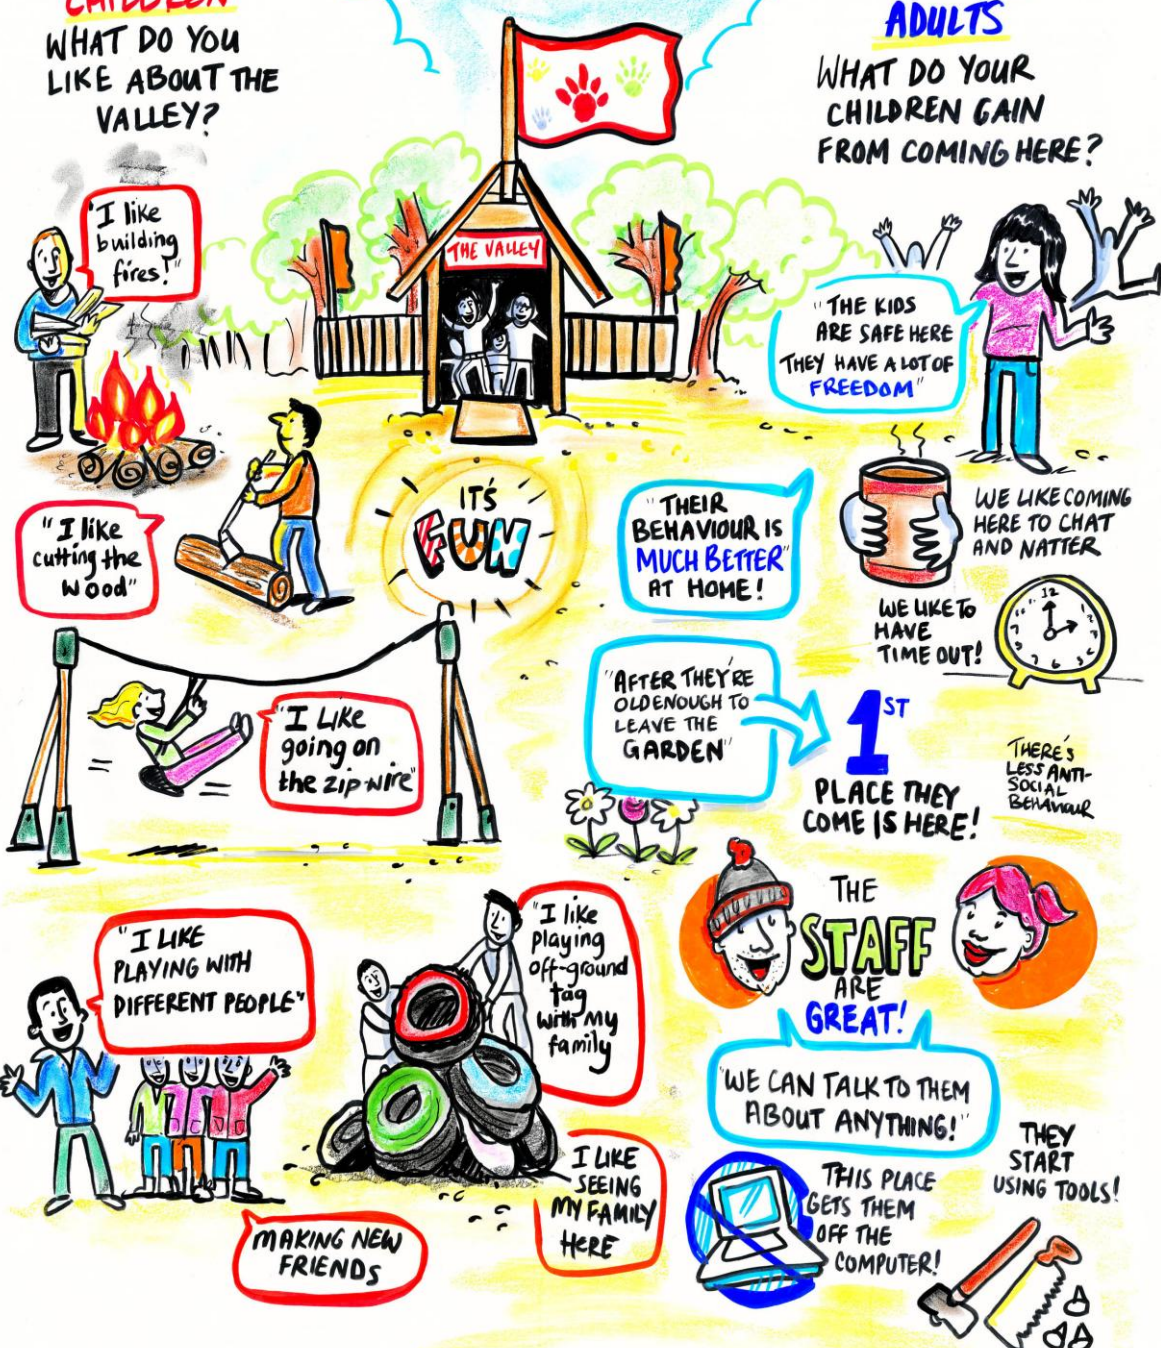 CHILDREN
WHAT DO YOU
LIKE ABOUT THE
VALLEY?
ADULTS
WHAT DO YOUR
CHILDREN GAIN
FROM COMING HERE?
THE VALLEY
"I like
building
fires!"
"THE KIDS
ARE SAFE HERE
THEY HAVE A LOT OF
FREEDOM"
"I like
cutting the
wood"
IT'S
FUN
"THEIR
BEHAVIOUR IS
MUCH BETTER"
AT HOME!
WE LIKE COMING
HERE TO CHAT
AND NATTER
WE LIKE TO
HAVE
TIME OUT!
12
"I LIKE
going on
the zip-wire"
"AFTER THEY'RE
OLD ENOUGH TO
LEAVE THE
GARDEN"
1ST
PLACE THEY
COME IS HERE!
THERE'S
LESS ANTI-
SOCIAL
BEHAVIOUR
"I LIKE
PLAYING WITH
DIFFERENT PEOPLE"
"I like
playing
off-ground
tag
with my
family
THE
STAFF
ARE
GREAT!
"WE CAN TALK TO THEM
ABOUT ANYTHING!"
I LIKE
SEEING
MY FAMILY
HERE
MAKING NEW
FRIENDS
THIS PLACE
GETS THEM
OFF THE
COMPUTER!
THEY
START
USING TOOLS!